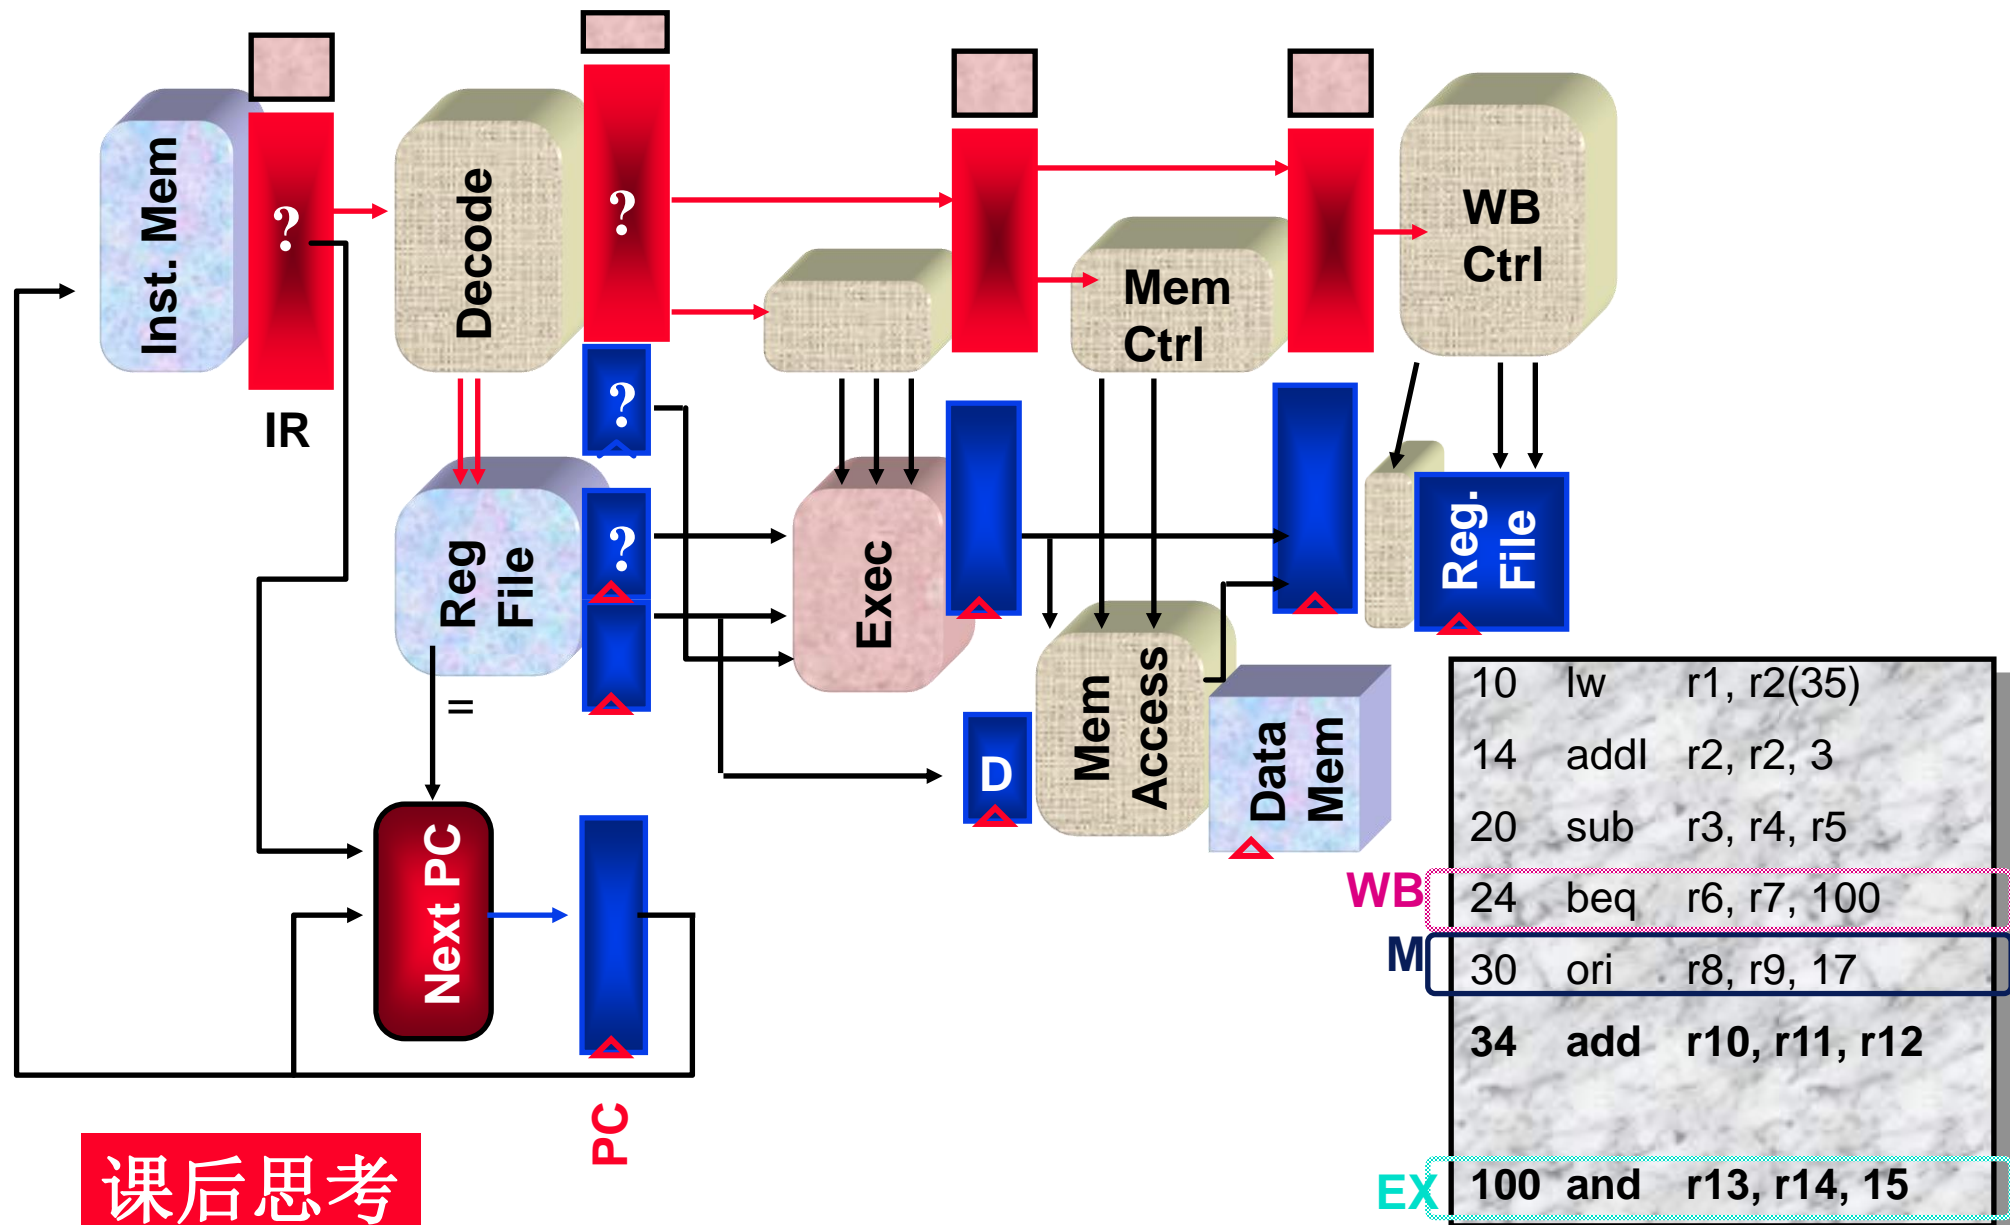 Inst. Mem
?
IR
Decode
?
?
?
Reg
File
=
Next PC
PC
Exec
Mem
Ctrl
D
Mem
Access
Data
Mem
WB
Ctrl
Reg.
File
10 lw r1, r2(35)
14 addI r2, r2, 3
20 sub r3, r4, r5
WB 24 beq r6, r7, 100
M 30 ori r8, r9, 17
34 add r10, r11, r12
EX 100 and r13, r14, 15
课后思考